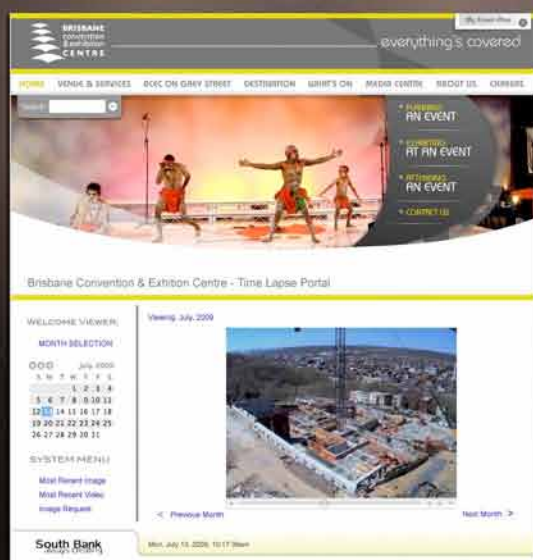 BRISBANE
convention
& exhibition
CENTRE
everything's covered
HOME VENUE & SERVICES BCEC ON GREY STREET DESTINATION WHAT'S ON MEDIA CENTRE ABOUT US CAREERS
Search
PLANNING
AN EVENT
EXHIBITING
AT AN EVENT
ATTENDING
AN EVENT
CONTACT US
Brisbane Convention & Exhition Centre - Time Lapse Portal
WELCOME VIEWER,
MONTH SELECTION
July 2009
S M T W T F S
1 2 3 4
5 6 7 8 9 10 11
12 13 14 15 16 17 18
19 20 21 22 23 24 25
26 27 28 29 30 31
SYSTEM MENU
Most Recent Image
Most Recent Video
Image Request
Viewing: July, 2009
< Previous Month
Next Month >
South Bank
Mon, July 13, 2009, 10:17:36am